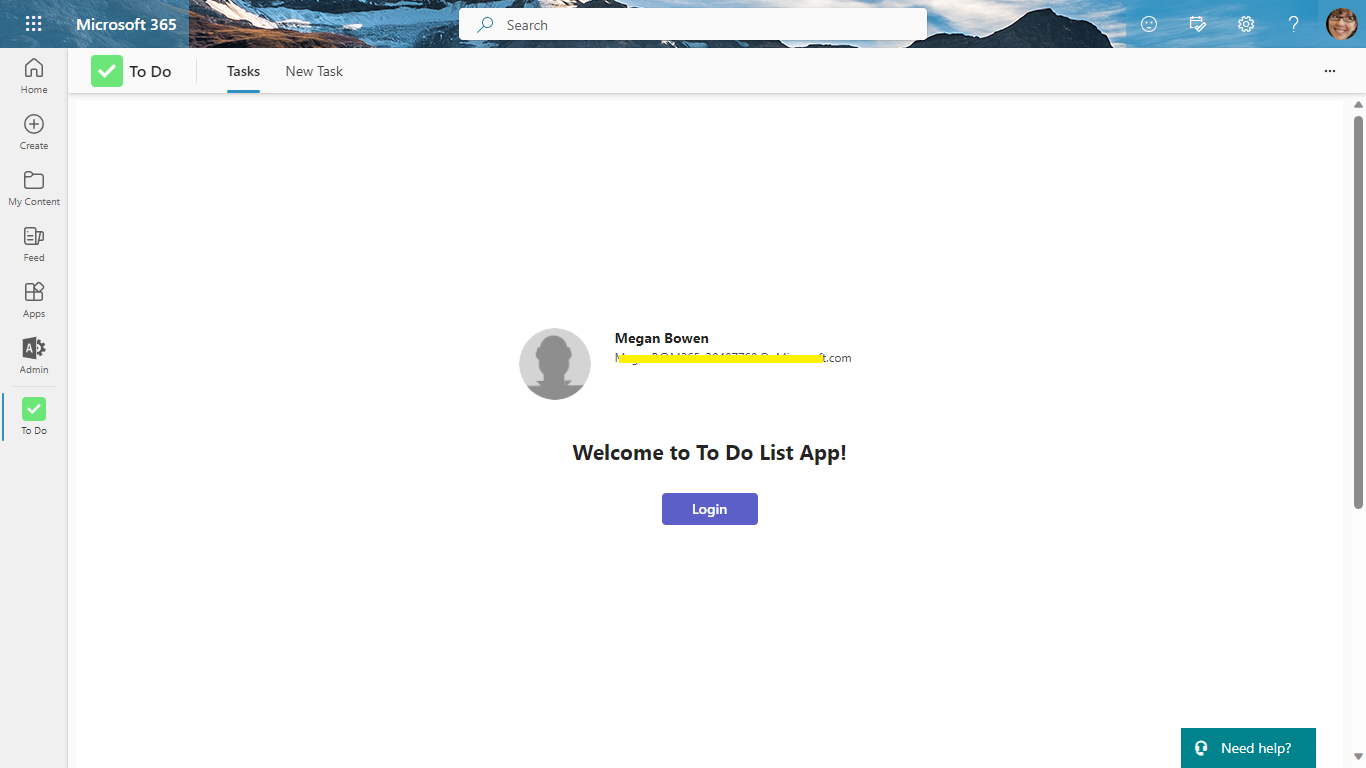 Microsoft 365
Search
To Do
Tasks
New Task
Home
Create
My Content
Feed
Apps
Admin
To Do
Megan Bowen
.com
Welcome to To Do List App!
Login
Need help?